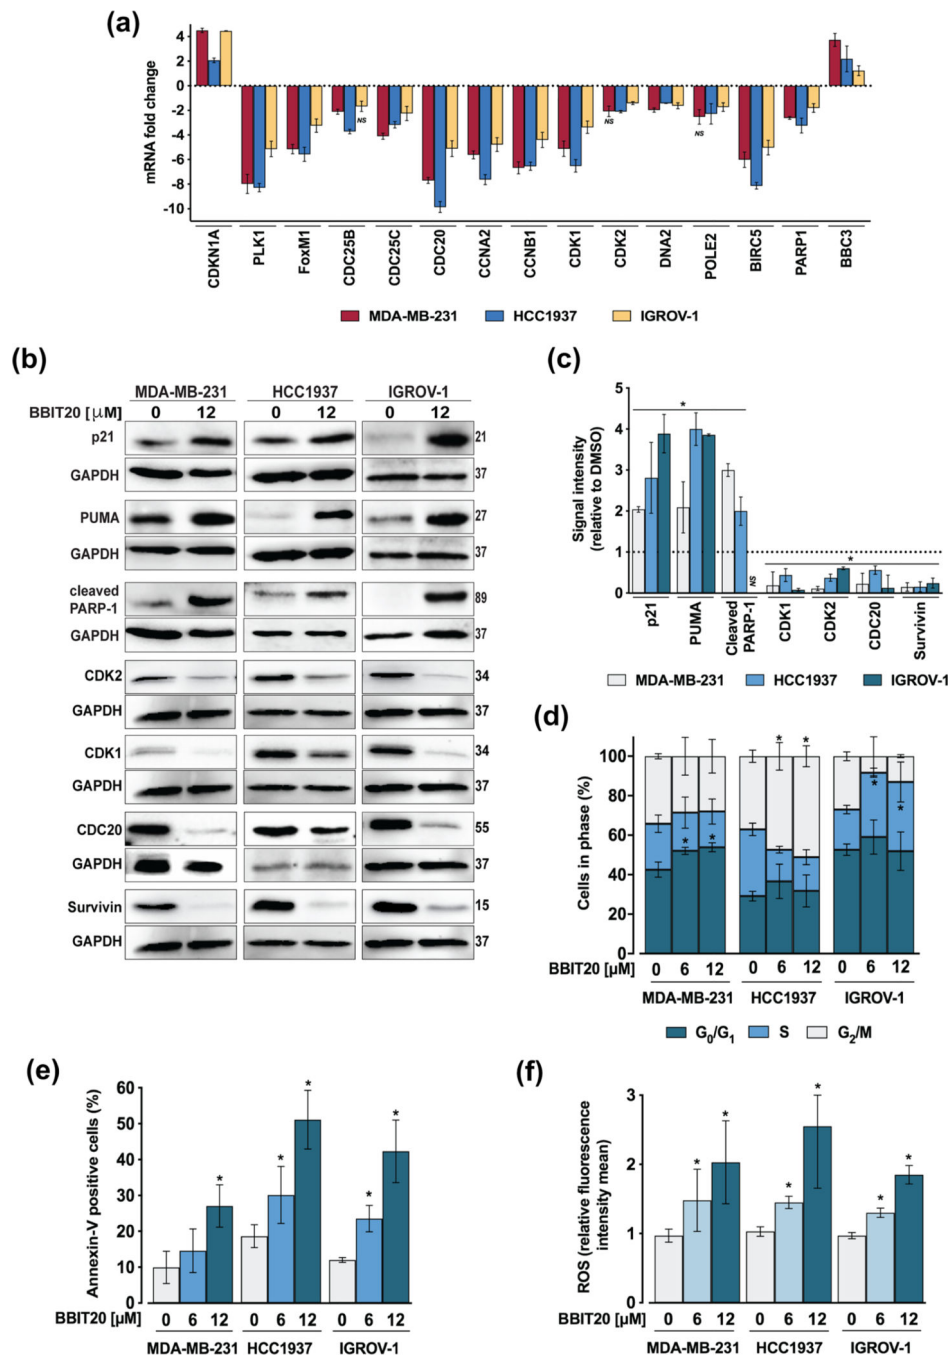 (a)
mRNA fold change
4
2
0
-2
-4
-6
-8
-10
NS
NS
NS
CDKN1A
PLK1
FoxM1
CDC25B
CDC25C
CDC20
CCNA2
CCNB1
CDK1
CDK2
DNA2
POLE2
BIRC5
PARP1
BBC3
MDA-MB-231 HCC1937 IGROV-1
(b)
MDA-MB-231 HCC1937 IGROV-1
BBIT20 [μM] 0 12 0 12 0 12
p21 21
GAPDH 37
PUMA 27
GAPDH 37
cleaved
PARP-1 89
GAPDH 37
CDK2 34
GAPDH 37
CDK1 34
GAPDH 37
CDC20 55
GAPDH 37
Survivin 15
GAPDH 37
(c)
Signal intensity
(relative to DMSO)
5
4
3
2
1
0
*
*
NS
p21
PUMA
Cleaved
PARP-1
CDK1
CDK2
CDC20
Survivin
MDA-MB-231 HCC1937 IGROV-1
(d)
Cells in phase (%)
100
80
60
40
20
0
* * * * * *
BBIT20 [µM] 0 6 12 0 6 12 0 6 12
MDA-MB-231 HCC1937 IGROV-1
G0/G1 S G2/M
(e)
Annexin-V positive cells (%)
60
50
40
30
20
10
0
* * * * *
BBIT20 [µM] 0 6 12 0 6 12 0 6 12
MDA-MB-231 HCC1937 IGROV-1
(f)
ROS (relative fluorescence
intensity mean)
3
2
1
0
* * * * * *
BBIT20 [µM] 0 6 12 0 6 12 0 6 12
MDA-MB-231 HCC1937 IGROV-1